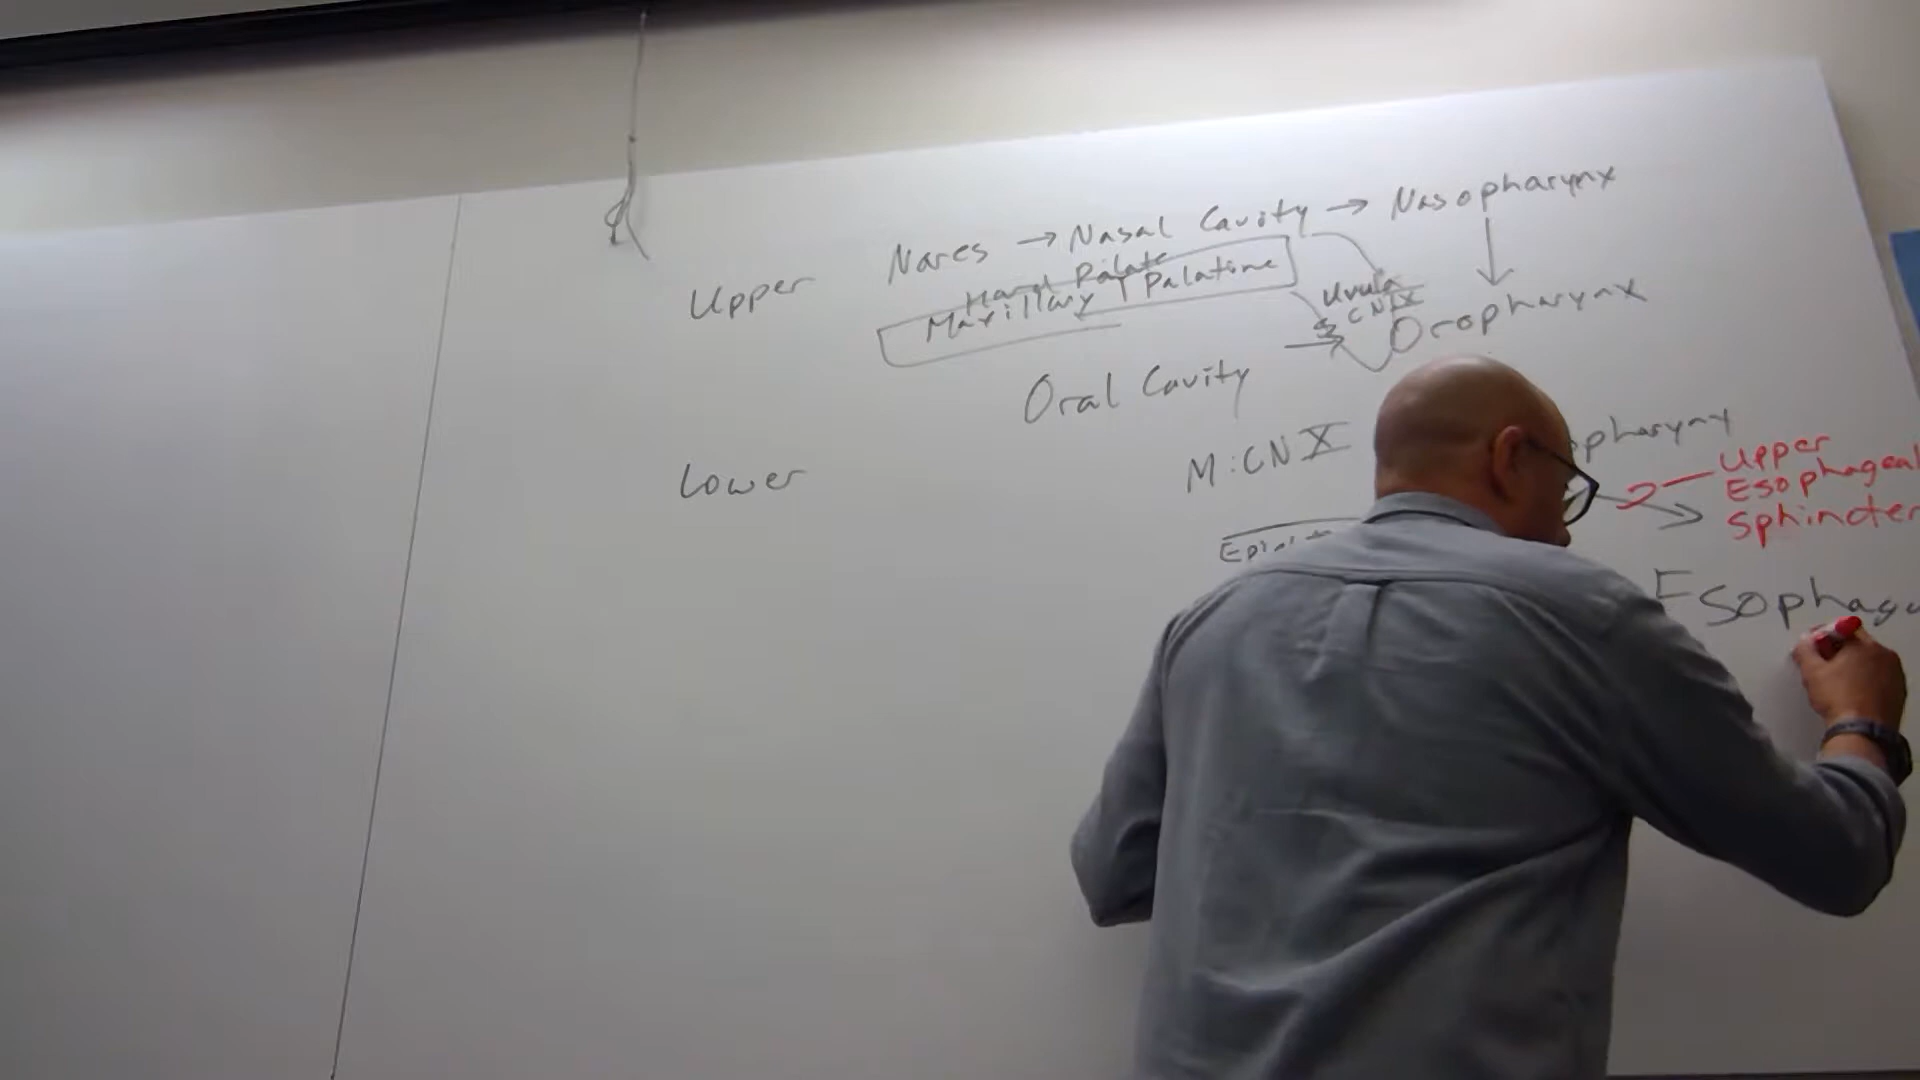 Nares → Nasal Cavity → Nasopharynx
Upper
Hard Palate
Maxillary | Palatine
Uvula
CN IX
Oropharynx
Oral Cavity →
M: CN X
opharynx
Lower
Upper
Esophageal
Sphincter
Esophagu